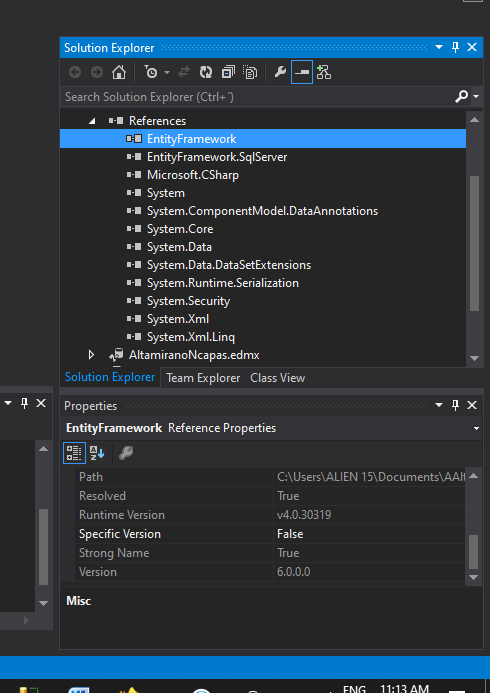 Solution Explorer
Search Solution Explorer (Ctrl+´)
References
EntityFramework
EntityFramework.SqlServer
Microsoft.CSharp
System
System.ComponentModel.DataAnnotations
System.Core
System.Data
System.Data.DataSetExtensions
System.Runtime.Serialization
System.Security
System.Xml
System.Xml.Linq
AltamiranoNcapas.edmx
Solution Explorer Team Explorer Class View
Properties
EntityFramework Reference Properties
Path C:\Users\ALIEN 15\Documents\AAlt
Resolved True
Runtime Version v4.0.30319
Specific Version False
Strong Name True
Version 6.0.0.0
Misc
ENG 11:13 AM